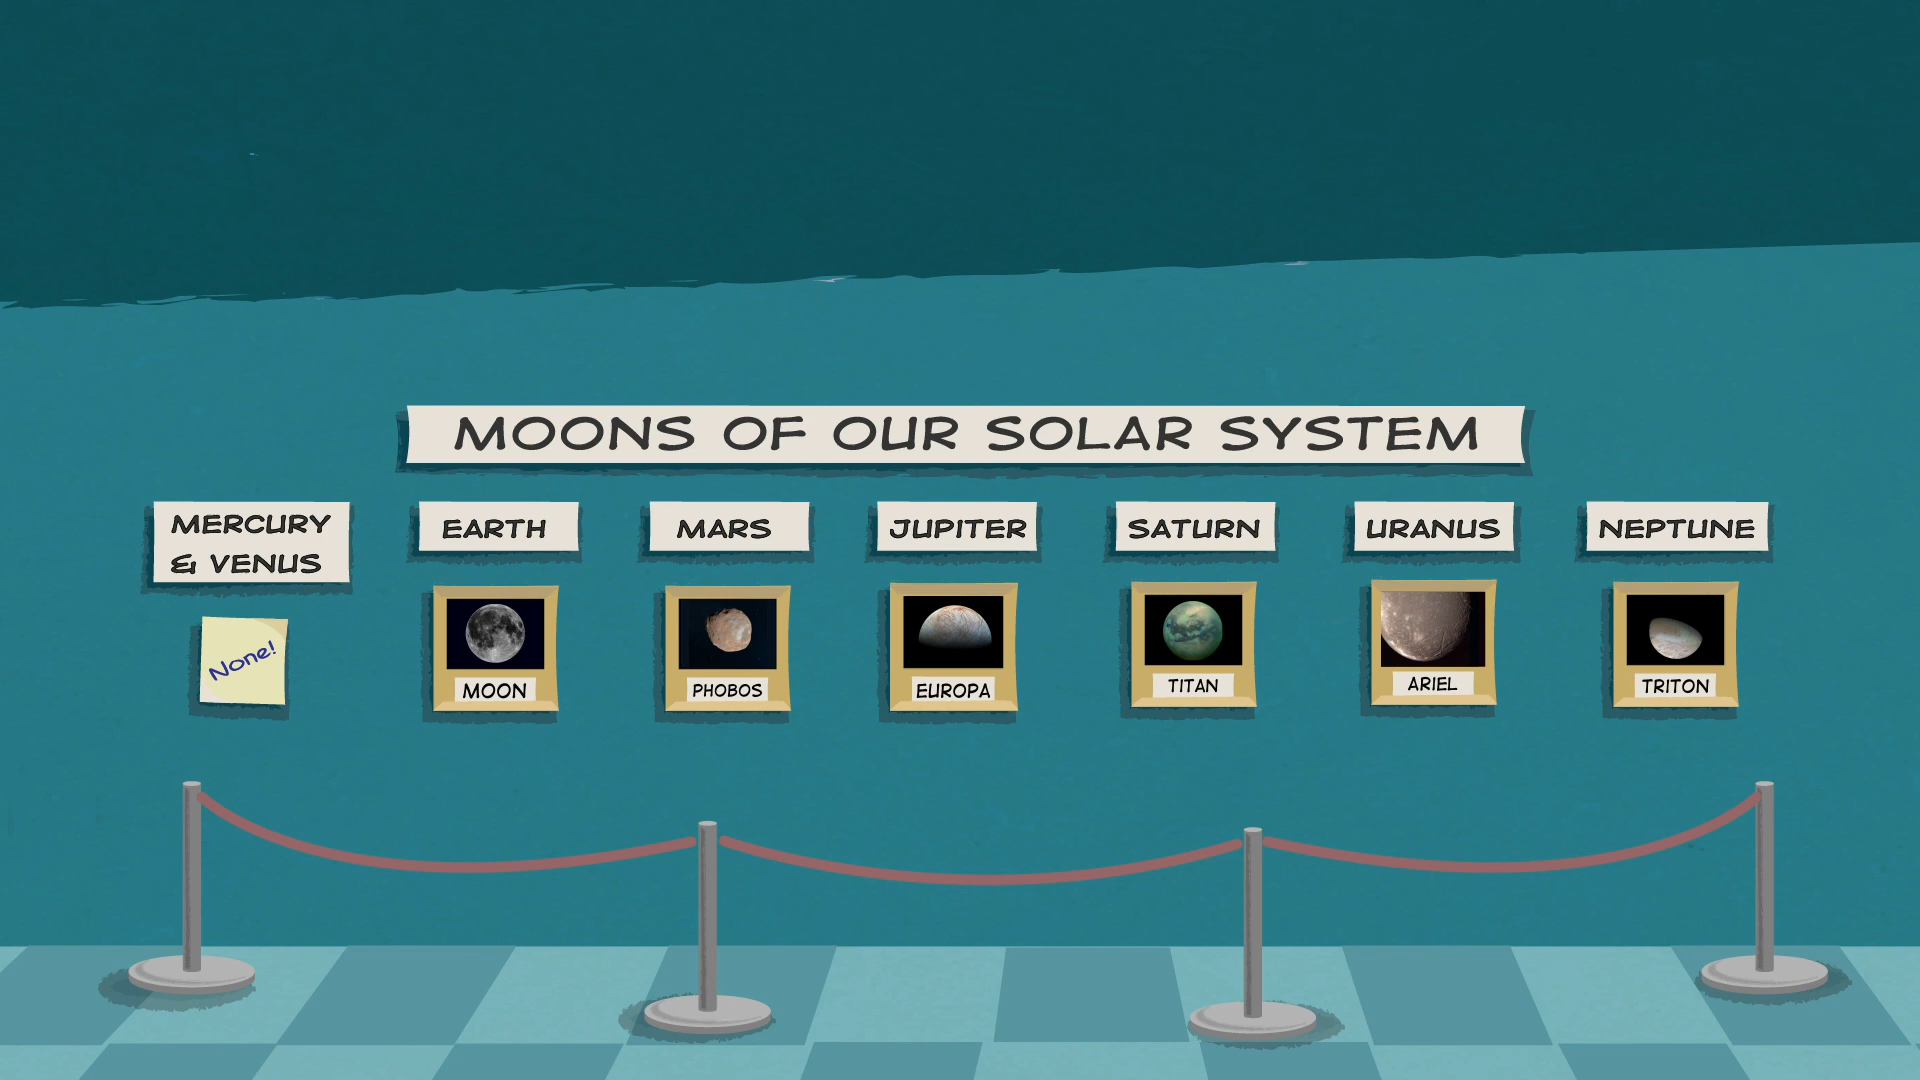 MOONS OF OUR SOLAR SYSTEM
MERCURY
& VENUS
None!
EARTH
MOON
MARS
PHOBOS
JUPITER
EUROPA
SATURN
TITAN
URANUS
ARIEL
NEPTUNE
TRITON